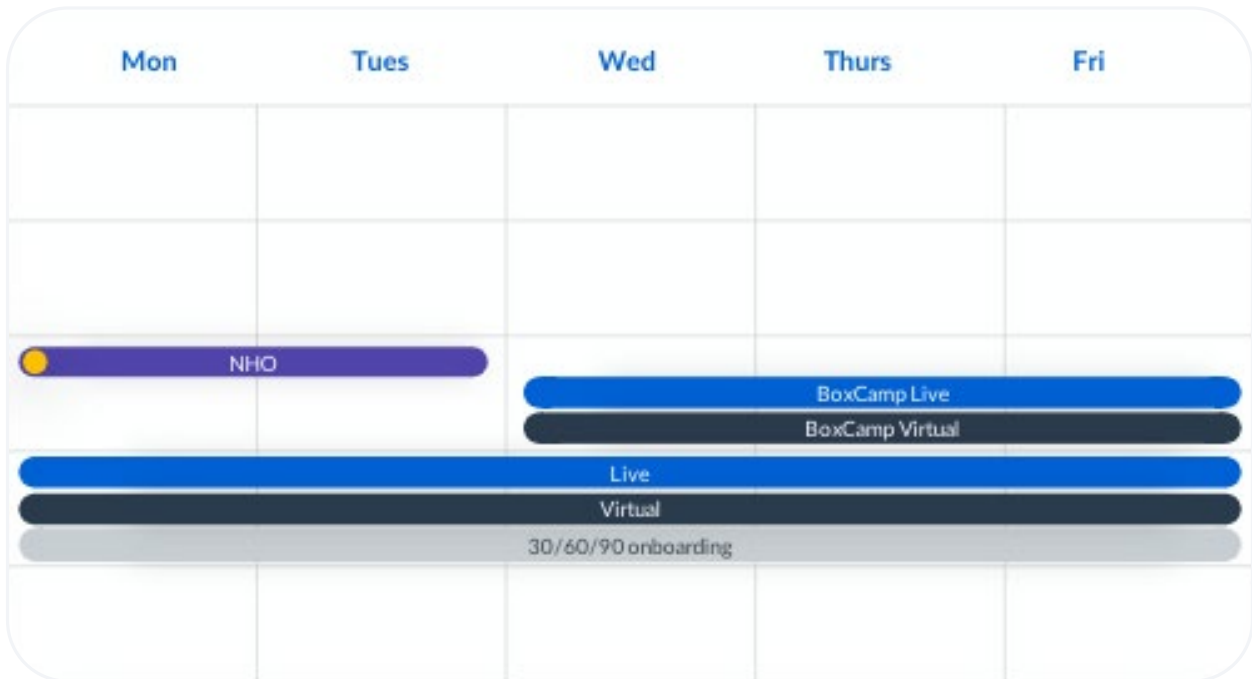 Mon Tues Wed Thurs Fri
NHO
BoxCamp Live
BoxCamp Virtual
Live
Virtual
30/60/90 onboarding